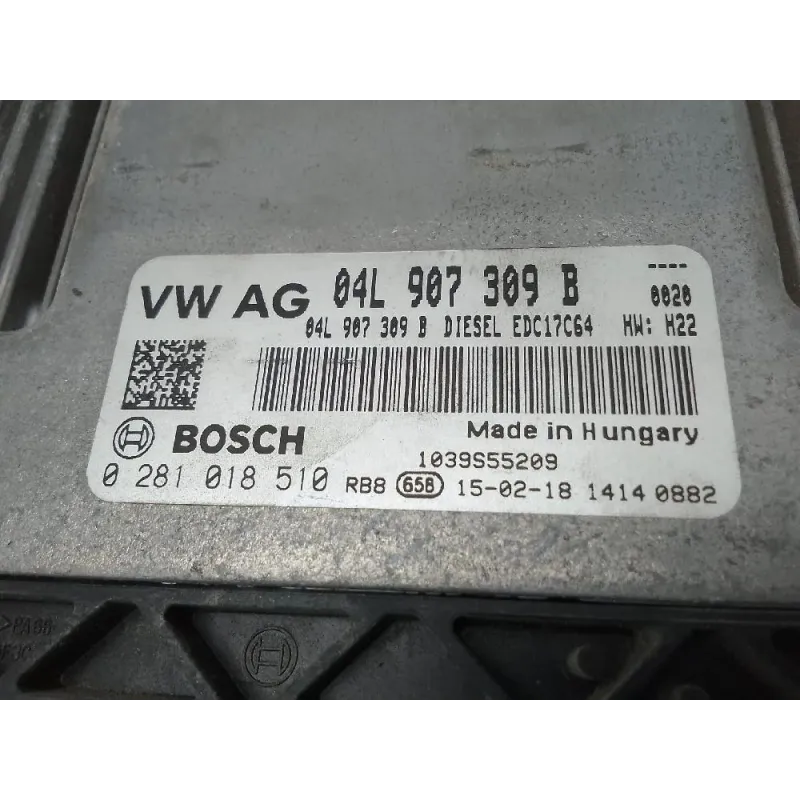 VW AG 04L 907 309 B
----
0020
04L 907 309 B DIESEL EDC17C64 HW: H22
BOSCH Made in Hungary
1039S55209
0 281 018 510 RB8 658 15-02-18 1414 0882